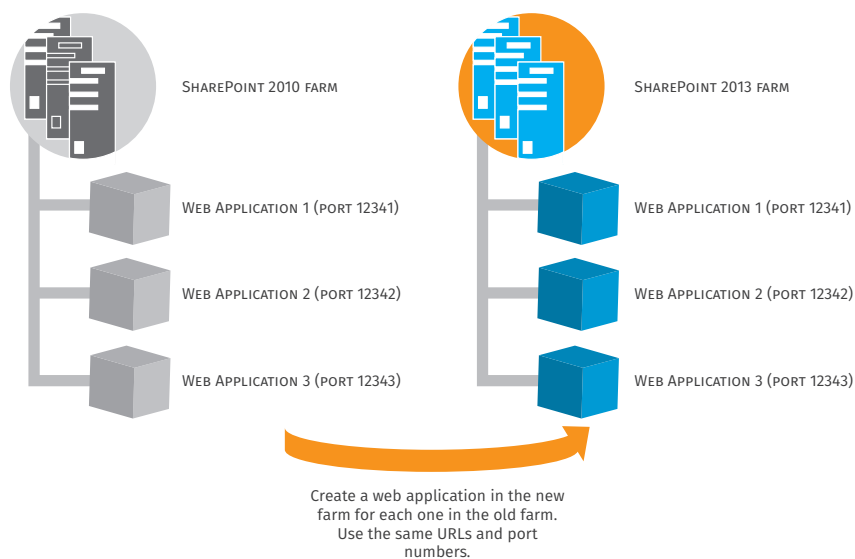 SharePoint 2010 farm
SharePoint 2013 farm
Web Application 1 (port 12341)
Web Application 1 (port 12341)
Web Application 2 (port 12342)
Web Application 2 (port 12342)
Web Application 3 (port 12343)
Web Application 3 (port 12343)
Create a web application in the new
farm for each one in the old farm.
Use the same URLs and port
numbers.